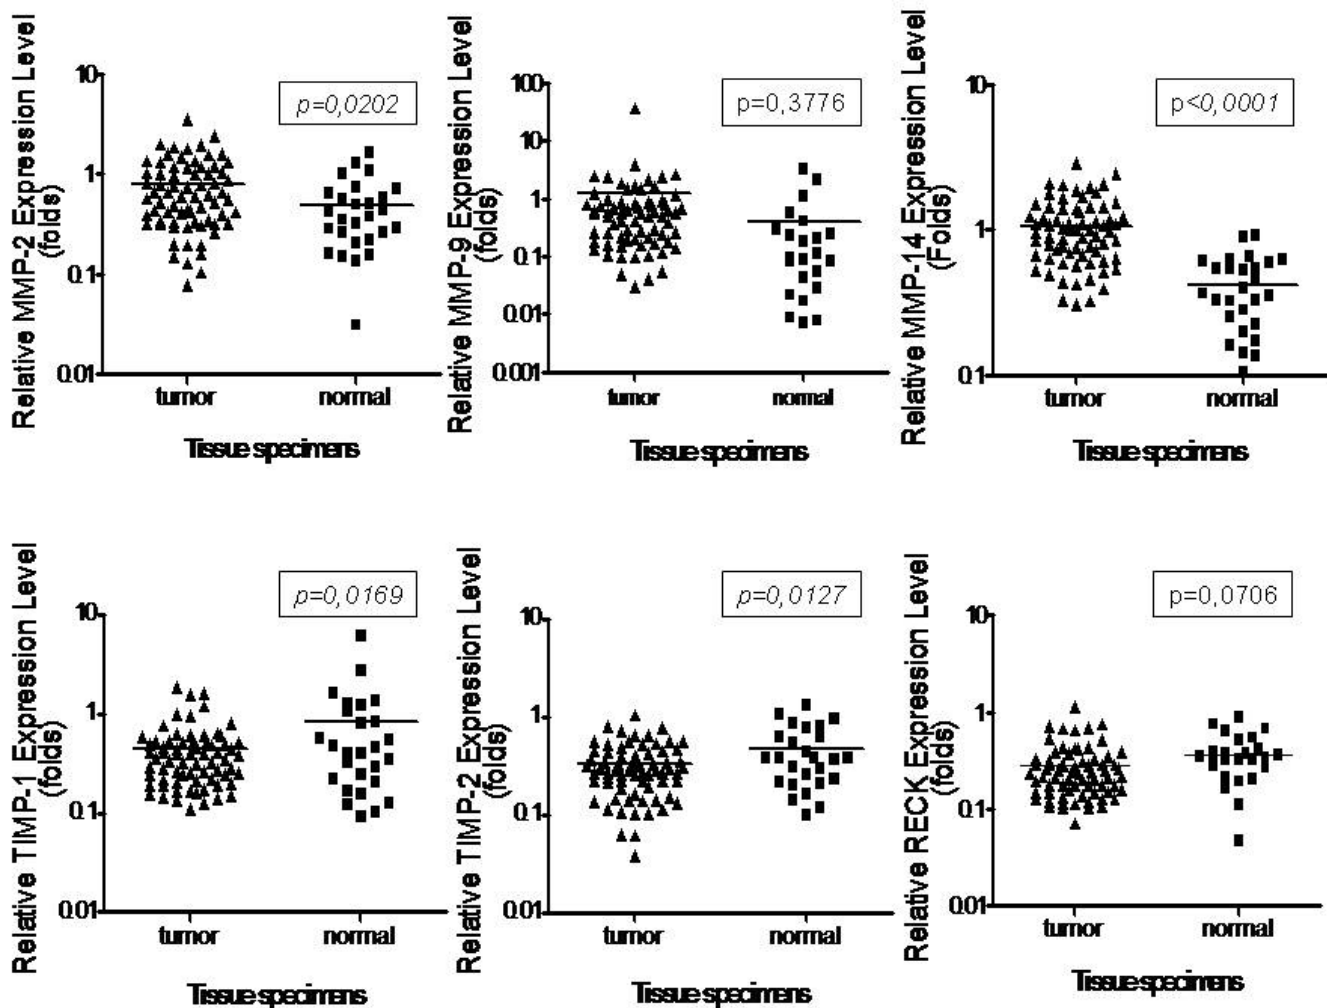 Relative MMP-2 Expression Level
(folds)
10
1
0.1
0.01
p=0,0202
tumor
normal
Tissue specimens
Relative MMP-9 Expression Level
(folds)
100
10
1
0.1
0.01
0.001
p=0,3776
tumor
normal
Tissue specimens
Relative MMP-14 Expression Level
(Folds)
10
1
0.1
p<0,0001
tumor
normal
Tissue specimens
Relative TIMP-1 Expression Level
(folds)
10
1
0.1
0.01
p=0,0169
tumor
normal
Tissue specimens
Relative TIMP-2 Expression Level
(folds)
10
1
0.1
0.01
p=0,0127
tumor
normal
Tissue specimens
Relative RECK Expression Level
(folds)
10
1
0.1
0.01
p=0,0706
tumor
normal
Tissue specimens